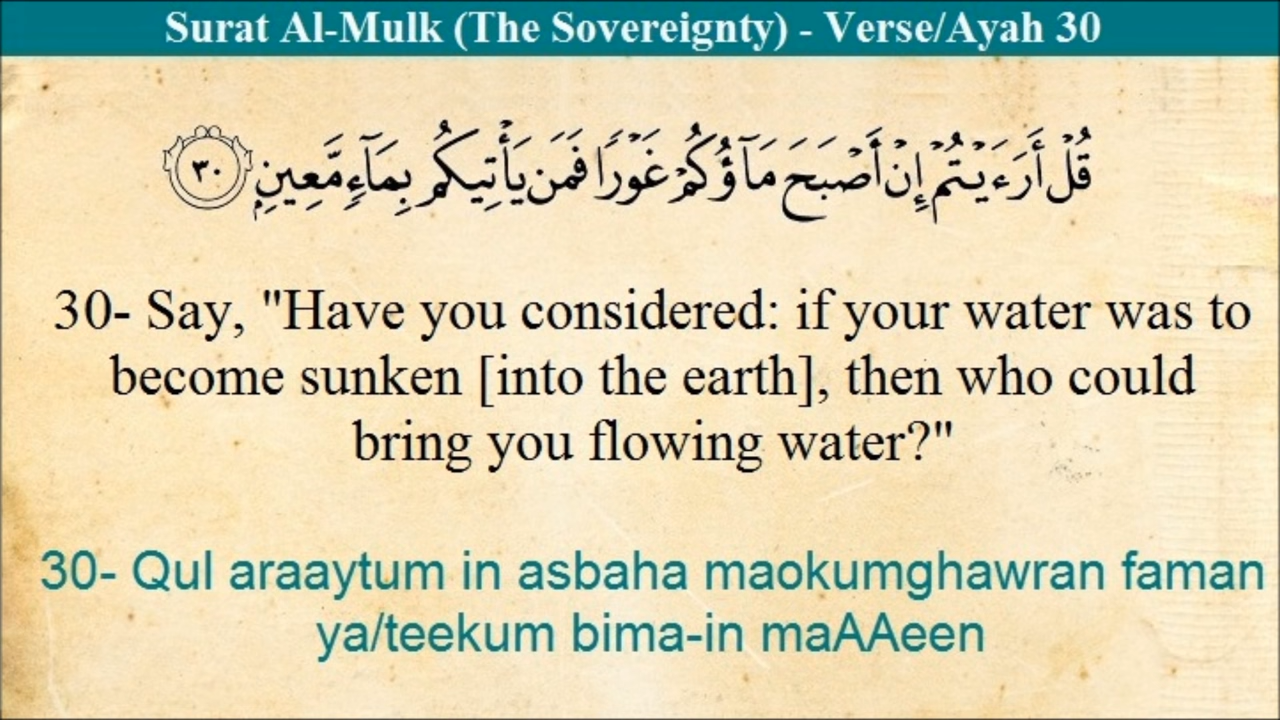 Surat Al-Mulk (The Sovereignty) - Verse/Ayah 30
قُلْ أَرَءَيْتُمْ إِنْ أَصْبَحَ مَآؤُكُمْ غَوْرًا فَمَن يَأْتِيكُم بِمَآءٍ مَّعِينٍۭ ٣٠
30- Say, "Have you considered: if your water was to
become sunken [into the earth], then who could
bring you flowing water?"
30- Qul araaytum in asbaha maokumghawran faman
ya/teekum bima-in maAAeen